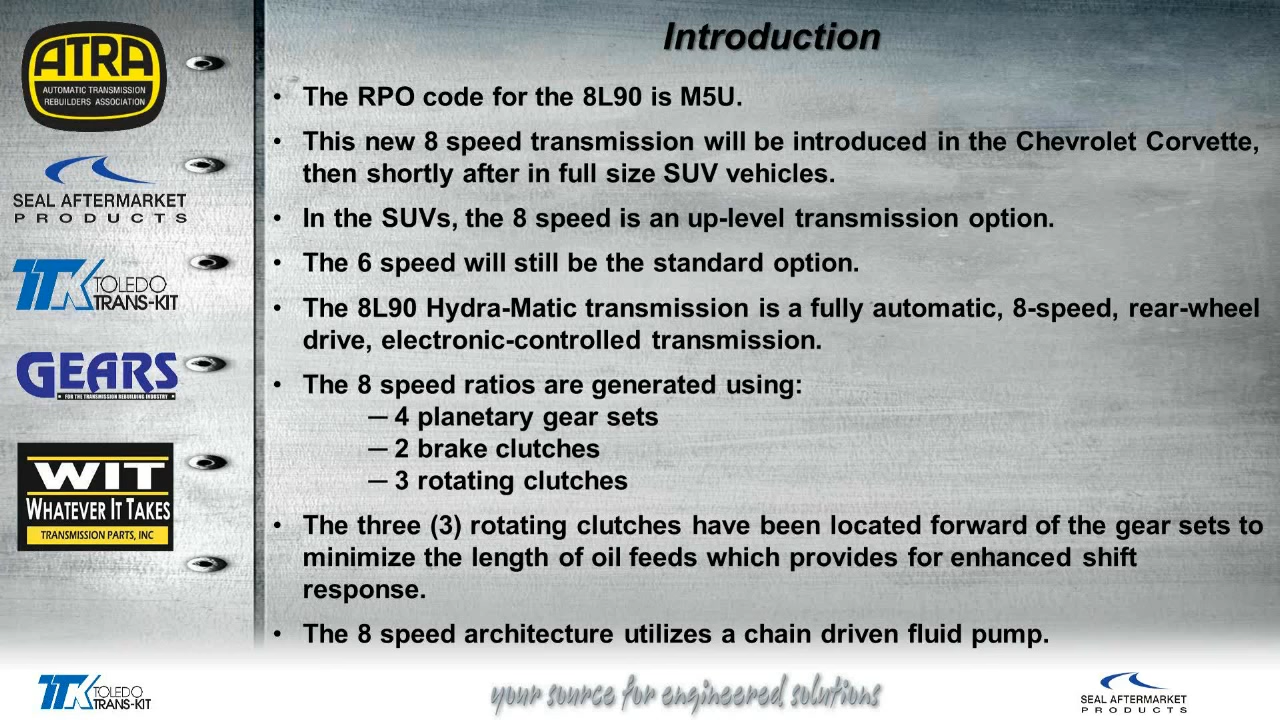 Introduction
ATRA
AUTOMATIC TRANSMISSION
REBUILDERS ASSOCIATION
SEAL AFTERMARKET
PRODUCTS
TTK TOLEDO
TRANS-KIT
GEARS
• FOR THE TRANSMISSION REBUILDING INDUSTRY •
WIT
WHATEVER IT TAKES
TRANSMISSION PARTS, INC
• The RPO code for the 8L90 is M5U.
• This new 8 speed transmission will be introduced in the Chevrolet Corvette,
then shortly after in full size SUV vehicles.
• In the SUVs, the 8 speed is an up-level transmission option.
• The 6 speed will still be the standard option.
• The 8L90 Hydra-Matic transmission is a fully automatic, 8-speed, rear-wheel
drive, electronic-controlled transmission.
• The 8 speed ratios are generated using:
─ 4 planetary gear sets
─ 2 brake clutches
─ 3 rotating clutches
• The three (3) rotating clutches have been located forward of the gear sets to
minimize the length of oil feeds which provides for enhanced shift
response.
• The 8 speed architecture utilizes a chain driven fluid pump.
TTK TOLEDO
TRANS-KIT
your source for engineered solutions
SEAL AFTERMARKET
PRODUCTS